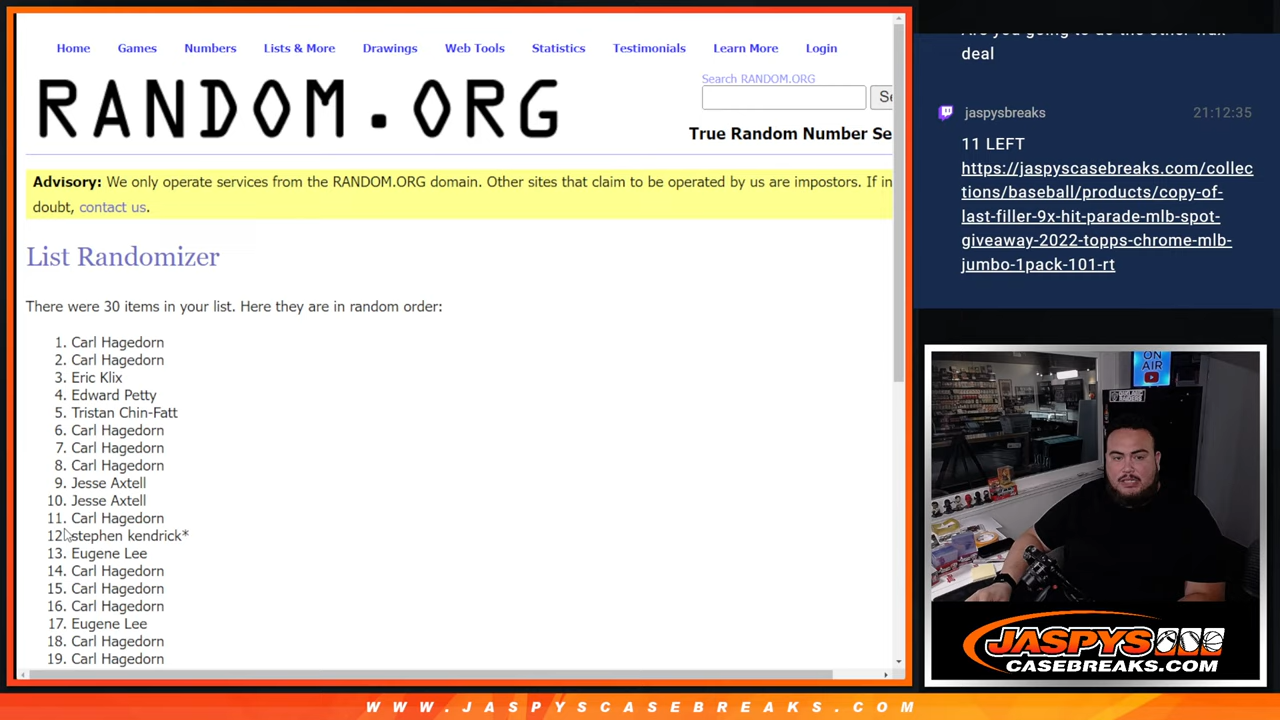 Home Games Numbers Lists & More Drawings Web Tools Statistics Testimonials Learn More Login
RANDOM.ORG
Search RANDOM.ORG
Se
True Random Number Se
Advisory: We only operate services from the RANDOM.ORG domain. Other sites that claim to be operated by us are impostors. If in
doubt, contact us.
List Randomizer
There were 30 items in your list. Here they are in random order:
1. Carl Hagedorn
2. Carl Hagedorn
3. Eric Klix
4. Edward Petty
5. Tristan Chin-Fatt
6. Carl Hagedorn
7. Carl Hagedorn
8. Carl Hagedorn
9. Jesse Axtell
10. Jesse Axtell
11. Carl Hagedorn
12. stephen kendrick*
13. Eugene Lee
14. Carl Hagedorn
15. Carl Hagedorn
16. Carl Hagedorn
17. Eugene Lee
18. Carl Hagedorn
19. Carl Hagedorn
deal
jaspysbreaks 21:12:35
11 LEFT
https://jaspyscasebreaks.com/collec
tions/baseball/products/copy-of-
last-filler-9x-hit-parade-mlb-spot-
giveaway-2022-topps-chrome-mlb-
jumbo-1pack-101-rt
ON
AIR
JASPYS
CASEBREAKS.COM
WWW.JASPYSCASEBREAKS.COM